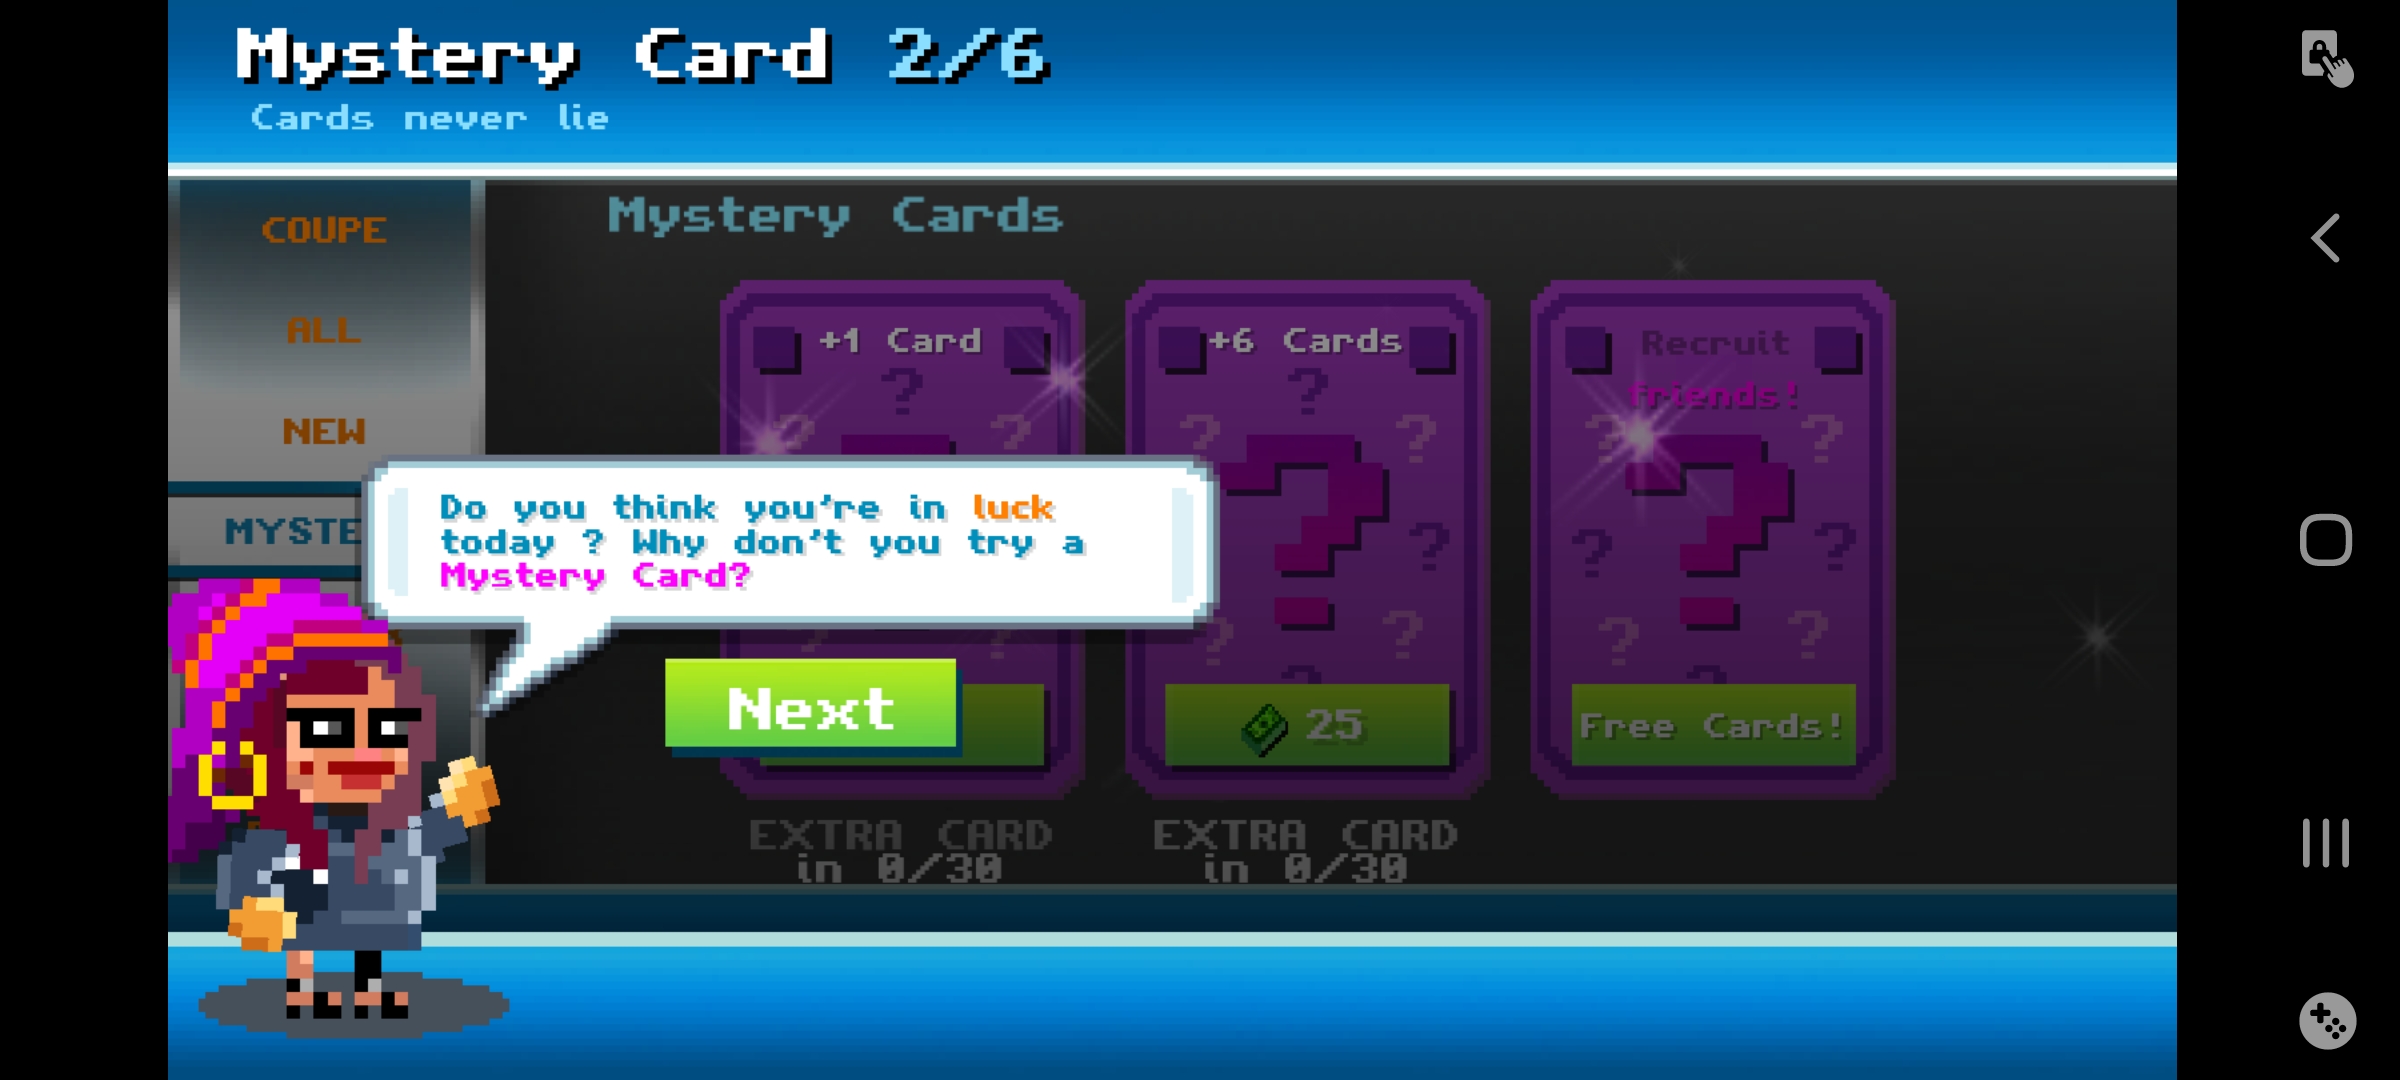 Mystery Card 2/6
Cards never lie
COUPE
ALL
NEW
MYSTE
Mystery Cards
+1 Card
+6 Cards
Recruit
friends!
Do you think you're in luck
today ? Why don't you try a
Mystery Card?
Next
25
Free Cards!
EXTRA CARD
in 0/30
EXTRA CARD
in 0/30